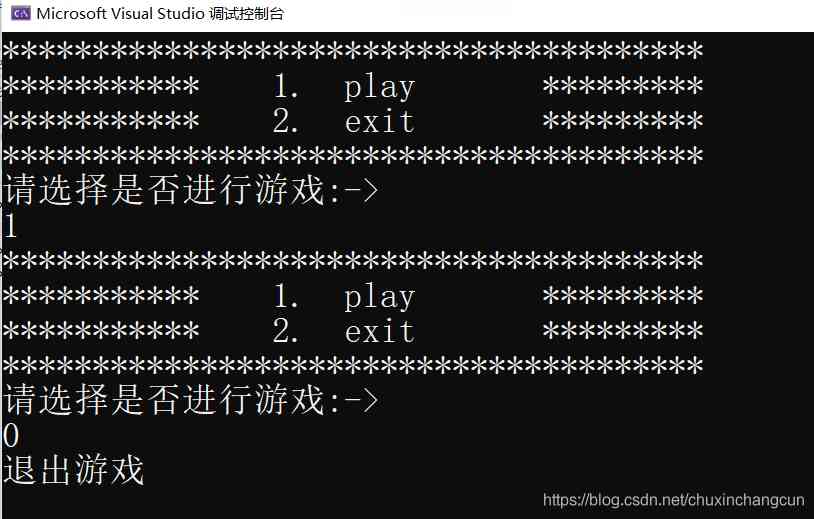 Microsoft Visual Studio 调试控制台
***************************************
***********    1.  play       *********
***********    2.  exit       *********
***************************************
请选择是否进行游戏:->
1
***************************************
***********    1.  play       *********
***********    2.  exit       *********
***************************************
请选择是否进行游戏:->
0
退出游戏
https://blog.csdn.net/chuxinchangcun